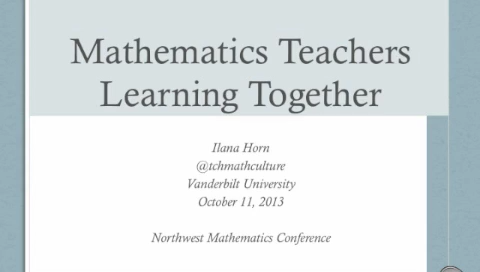 Mathematics Teachers
Learning Together
Ilana Horn
@tchmathculture
Vanderbilt University
October 11, 2013
Northwest Mathematics Conference